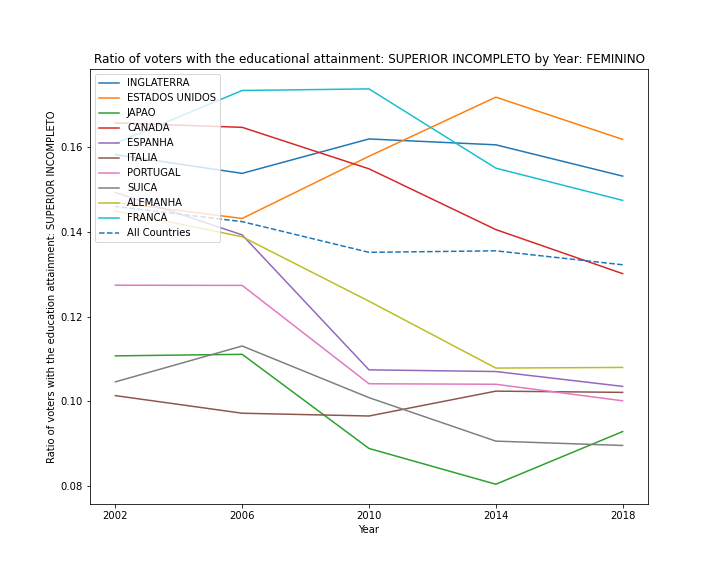 Ratio of voters with the educational attainment: SUPERIOR INCOMPLETO by Year: FEMININO
Ratio of voters with the education attainment: SUPERIOR INCOMPLETO
INGLATERRA
ESTADOS UNIDOS
JAPAO
CANADA
ESPANHA
ITALIA
PORTUGAL
SUICA
ALEMANHA
FRANCA
All Countries
0.16
0.14
0.12
0.10
0.08
2002 2006 2010 2014 2018
Year